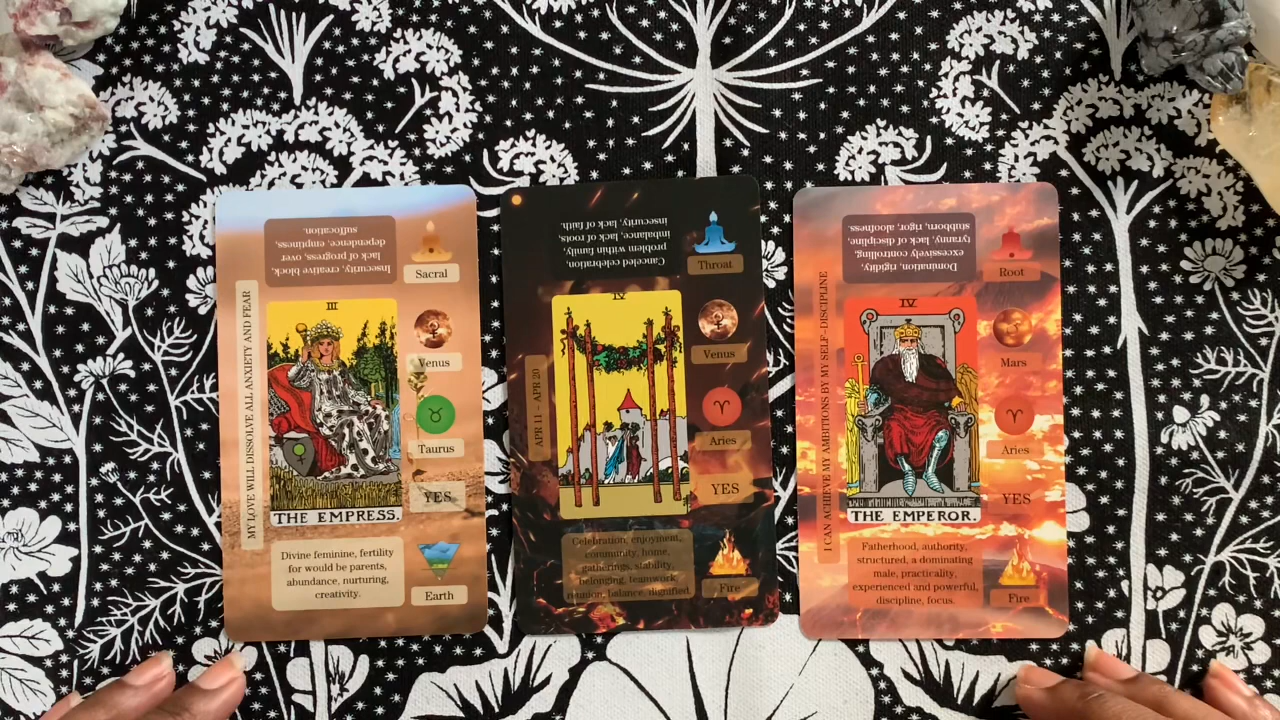 Insecurity, creative block,
lack of progress, over
dependence, emptiness,
suffocation.
Sacral
MY LOVE WILL DISSOLVE ALL ANXIETY AND FEAR
III
Venus
Taurus
YES
THE EMPRESS.
Divine feminine, fertility
for would be parents,
abundance, nurturing,
creativity.
Earth
Canceled celebration,
problem within family,
imbalance, lack of roots,
insecurity, lack of faith.
Throat
IV
Venus
APR 11 - APR 20
Aries
YES
Celebration, enjoyment,
community, home,
gatherings, stability,
belonging, teamwork,
reunion, balance, dignified
Fire
Domination, rigidity,
excessively controlling,
tyranny, lack of discipline,
stubborn, rigor, aloofness.
Root
I CAN ACHIEVE MY AMBITIONS BY MY SELF-DISCIPLINE
IV
Mars
Aries
YES
THE EMPEROR.
Fatherhood, authority,
structured, a dominating
male, practicality,
experienced and powerful,
discipline, focus.
Fire